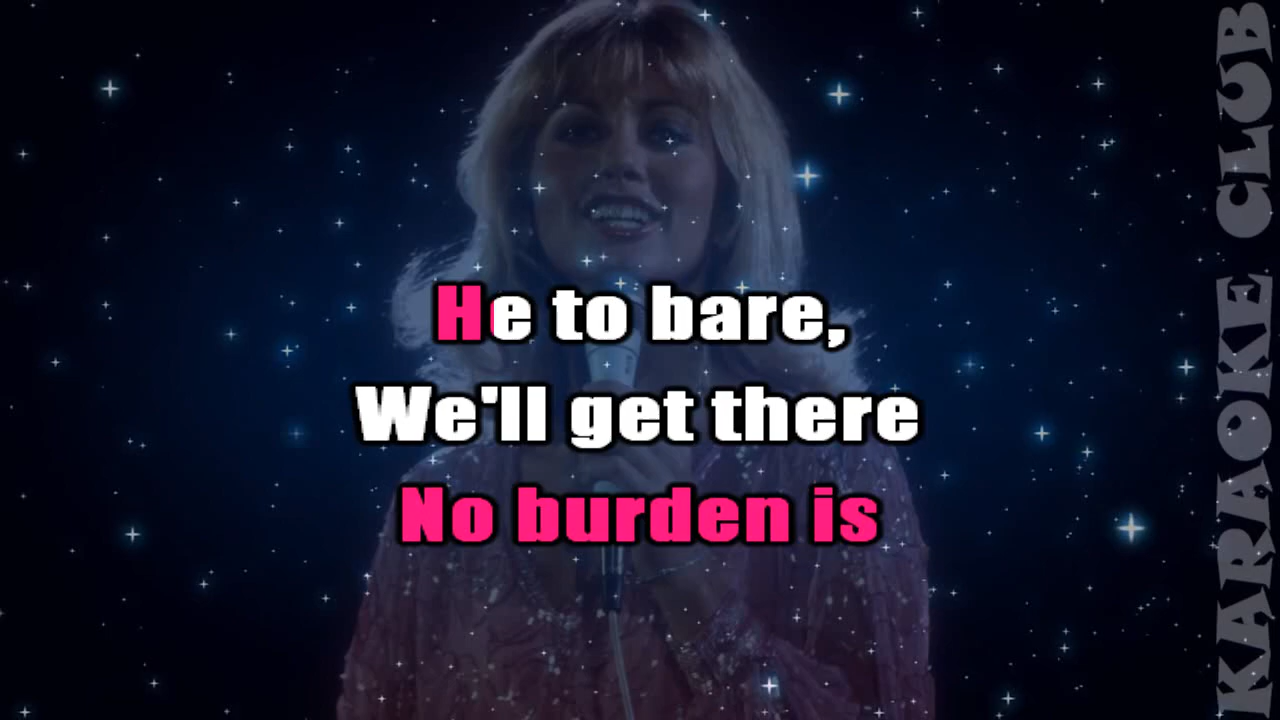 He to bare,
We'll get there
No burden is
KARAOKE CLUB